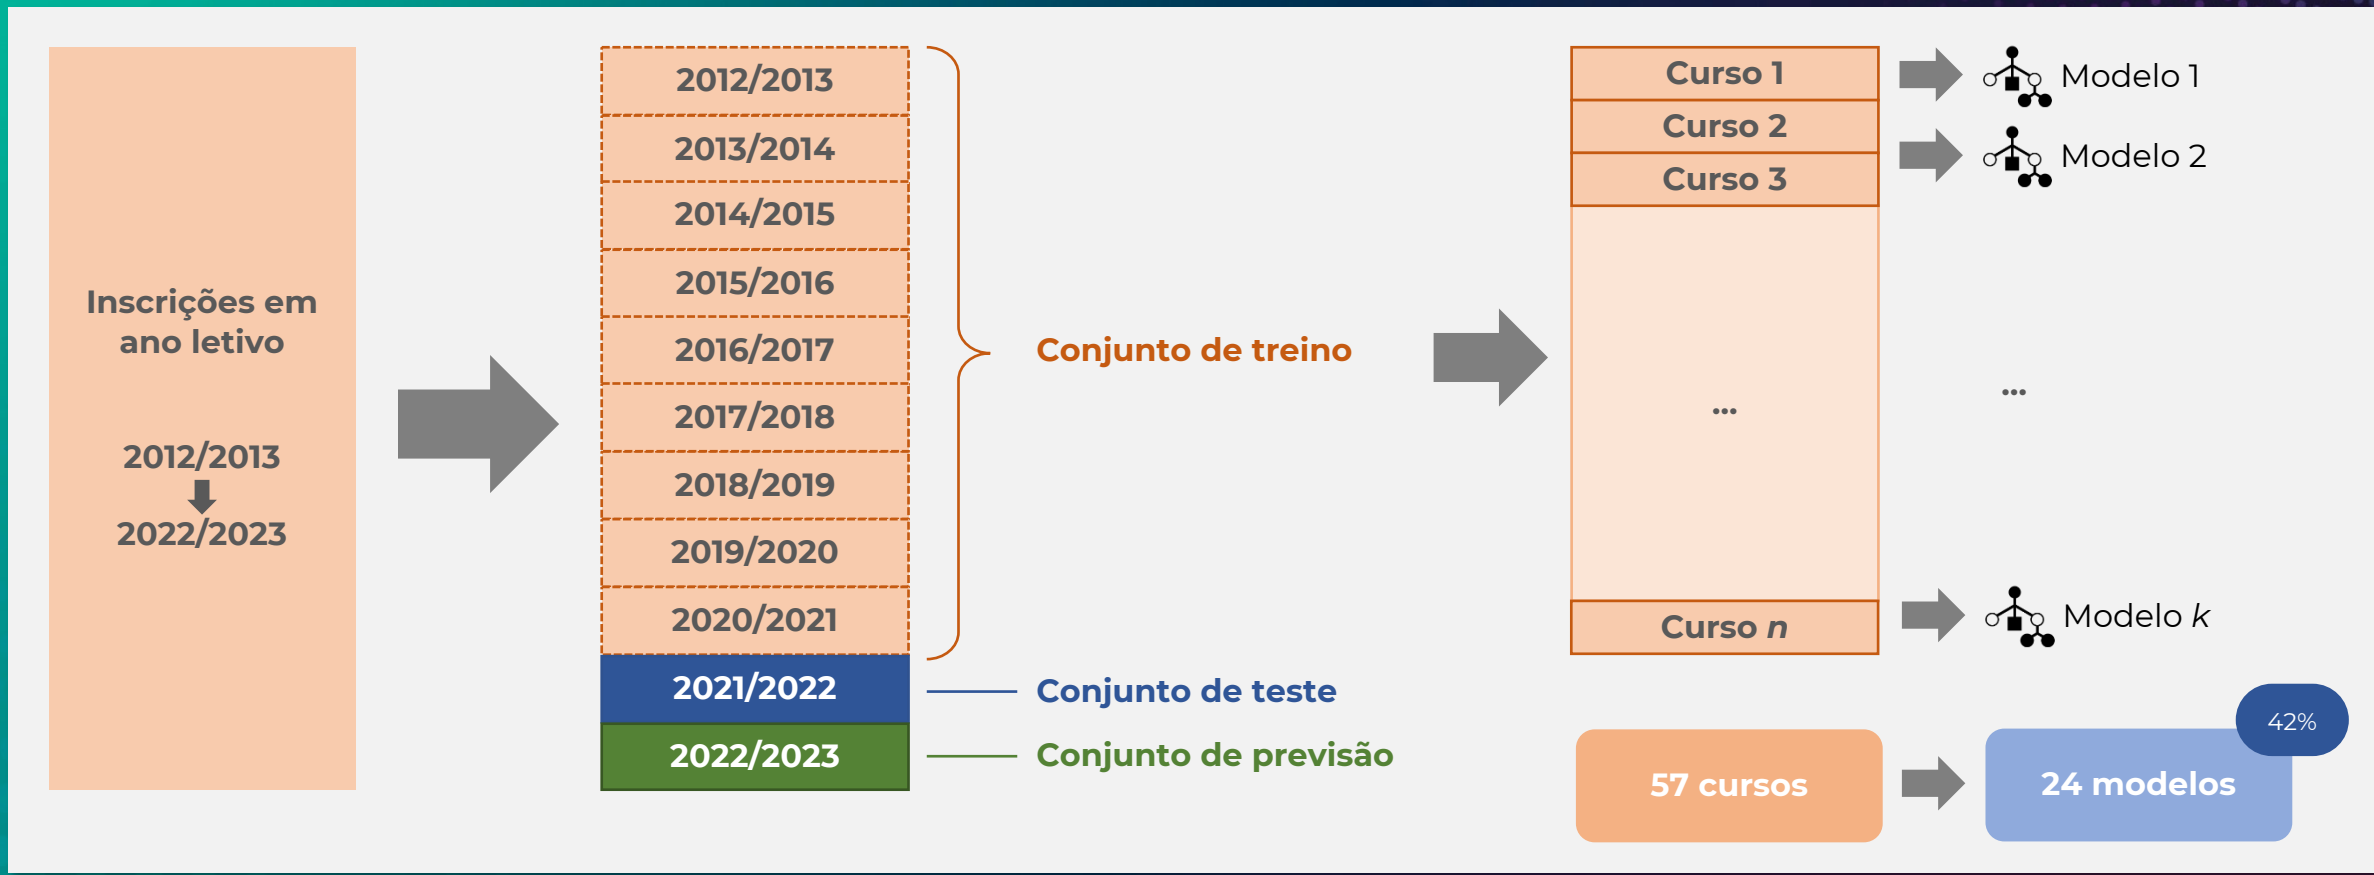 Inscrições em
ano letivo
2012/2013
2022/2023
2012/2013
2013/2014
2014/2015
2015/2016
2016/2017
2017/2018
2018/2019
2019/2020
2020/2021
2021/2022
2022/2023
Conjunto de treino
Conjunto de teste
Conjunto de previsão
Curso 1
Curso 2
Curso 3
...
Curso n
Modelo 1
Modelo 2
...
Modelo k
57 cursos
24 modelos
42%